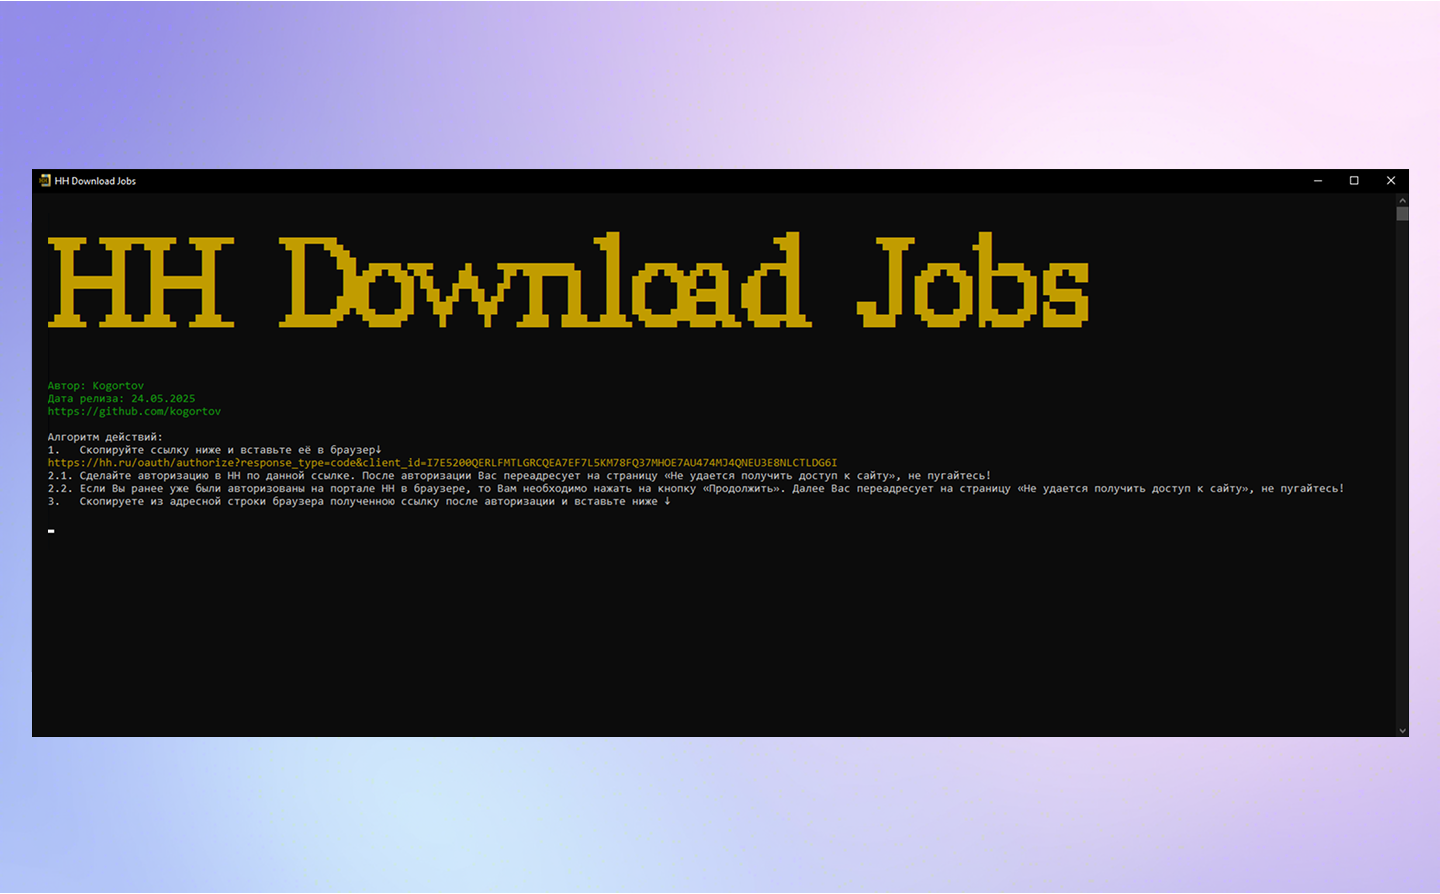 HH Download Jobs
HH Download Jobs
Автор: Kogortov
Дата релиза: 24.05.2025
https://github.com/kogortov
Алгоритм действий:
1. Скопируйте ссылку ниже и вставьте её в браузер↓
https://hh.ru/oauth/authorize?response_type=code&client_id=I7E5200QERLFMTLGRCQEA7EF7L5KM78FQ37MHOE7AU474MJ4QNEU3E8NLCTLDG6I
2.1. Сделайте авторизацию в HH по данной ссылке. После авторизации Вас переадресует на страницу «Не удается получить доступ к сайту», не пугайтесь!
2.2. Если Вы ранее уже были авторизованы на портале HH в браузере, то Вам необходимо нажать на кнопку «Продолжить». Далее Вас переадресует на страницу «Не удается получить доступ к сайту», не пугайтесь!
3. Скопируете из адресной строки браузера полученною ссылку после авторизации и вставьте ниже ↓